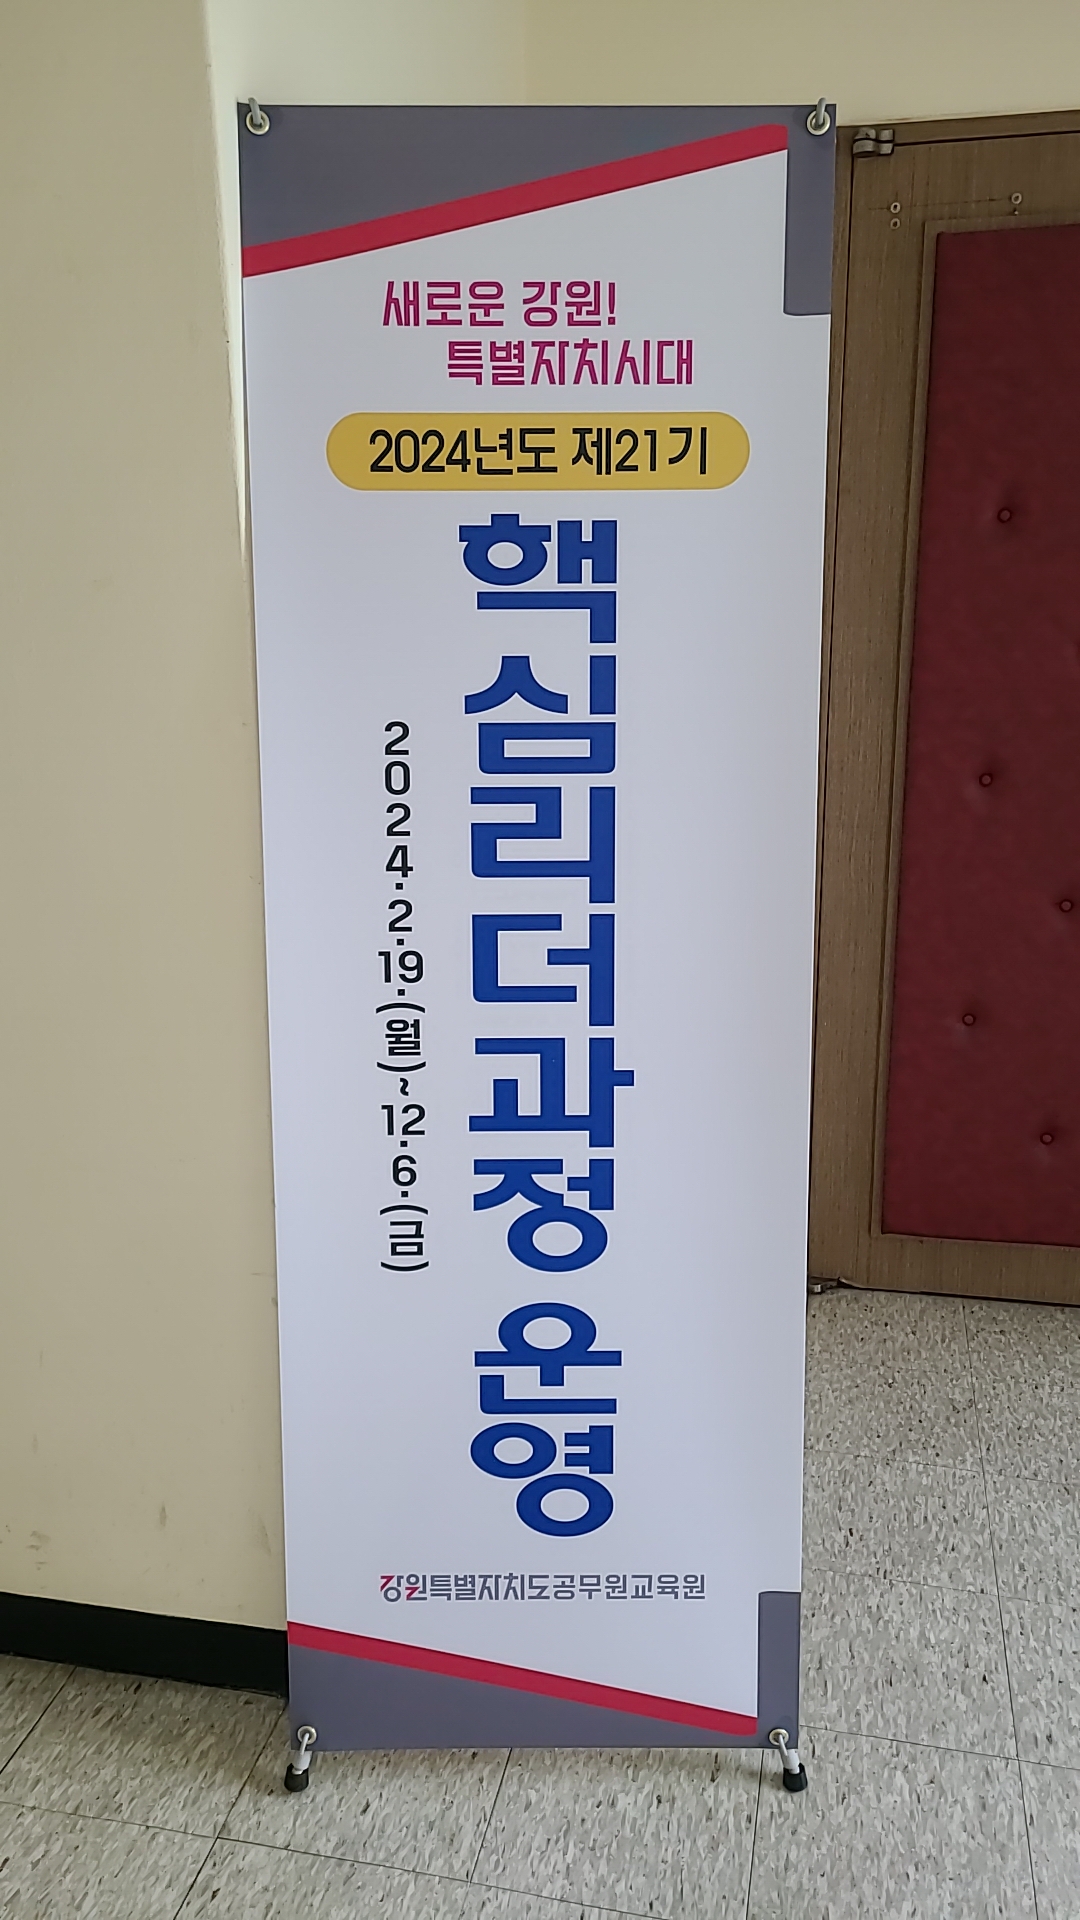 새로운 강원!
특별자치시대
2024년도 제21기
핵심리더과정 운영
2024.2.19.(월)~12.6.(금)
강원특별자치도공무원교육원